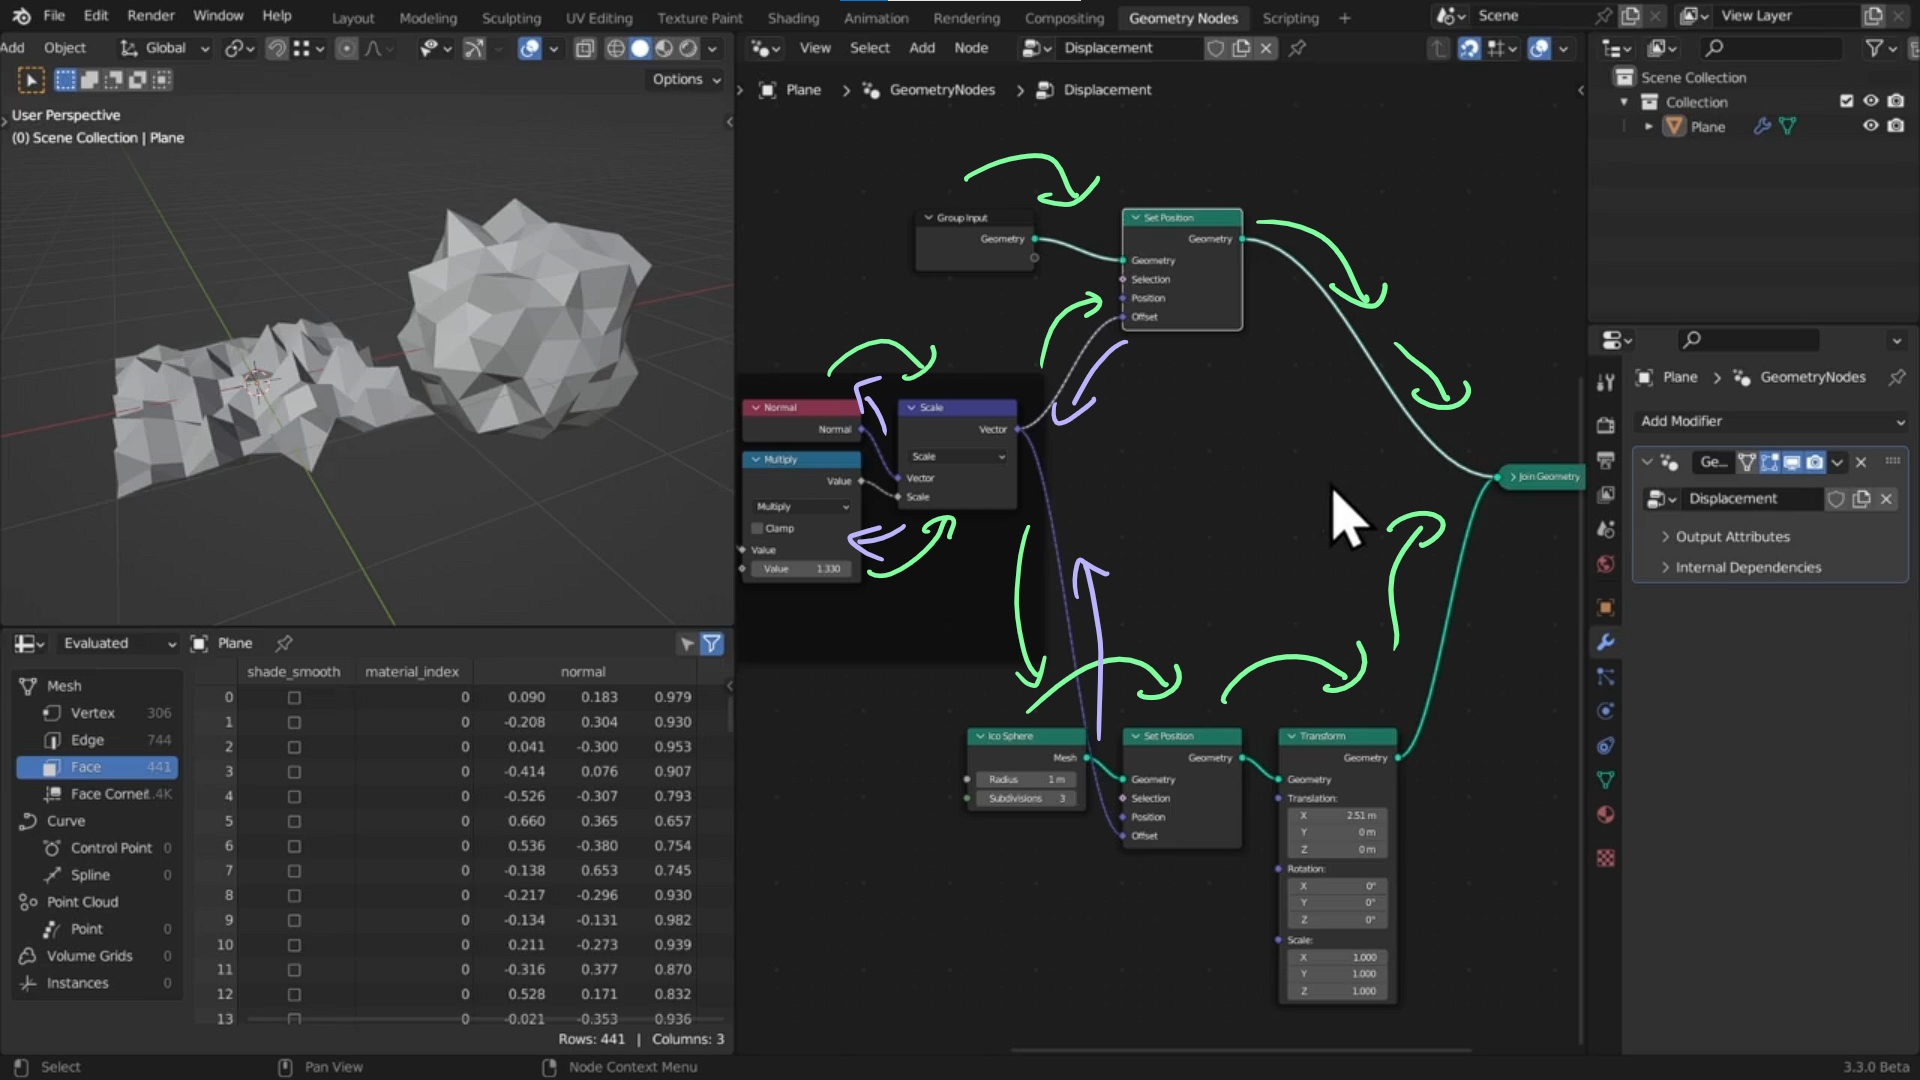 File Edit Render Window Help Layout Modeling Sculpting UV Editing Texture Paint Shading Animation Rendering Compositing Geometry Nodes Scripting + Scene View Layer
Add Object Global View Select Add Node Displacement
Options
Plane > GeometryNodes > Displacement
User Perspective
(0) Scene Collection | Plane
Scene Collection
Collection
Plane
Group Input
Geometry
Set Position
Geometry
Geometry
Selection
Position
Offset
Normal
Normal
Multiply
Value
Multiply
Clamp
Value
Value 1.330
Scale
Vector
Scale
Vector
Scale
Join Geometry
Ico Sphere
Mesh
Radius 1 m
Subdivisions 3
Set Position
Geometry
Geometry
Selection
Position
Offset
Transform
Geometry
Geometry
Translation:
X 2.51 m
Y 0 m
Z 0 m
Rotation:
X 0°
Y 0°
Z 0°
Scale:
X 1.000
Y 1.000
Z 1.000
Plane > GeometryNodes
Add Modifier
Ge...
Displacement
Output Attributes
Internal Dependencies
Evaluated Plane
Mesh
Vertex 306
Edge 744
Face 441
Face Corner 1.4K
Curve
Control Point 0
Spline 0
Point Cloud
Point 0
Volume Grids 0
Instances 0
shade_smooth material_index normal
0 0 0.090 0.183 0.979
1 0 -0.208 0.304 0.930
2 0 0.041 -0.300 0.953
3 0 -0.414 0.076 0.907
4 0 -0.526 -0.307 0.793
5 0 0.660 0.365 0.657
6 0 0.536 -0.380 0.754
7 0 -0.138 0.653 0.745
8 0 -0.217 -0.296 0.930
9 0 -0.134 -0.131 0.982
10 0 0.211 -0.273 0.939
11 0 -0.316 0.377 0.870
12 0 0.528 0.171 0.832
13 0 -0.021 -0.353 0.936
Rows: 441 | Columns: 3
Select Pan View Node Context Menu 3.3.0 Beta